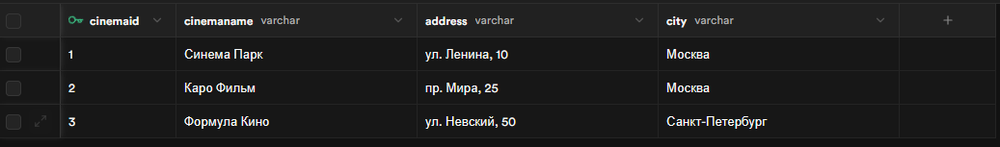 cinemaid cinemaname varchar address varchar city varchar +
1 Синема Парк ул. Ленина, 10 Москва
2 Каро Фильм пр. Мира, 25 Москва
3 Формула Кино ул. Невский, 50 Санкт-Петербург